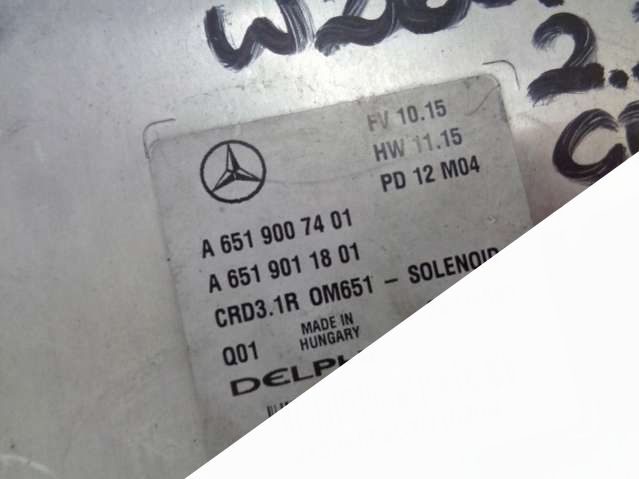 2.
FV 10.15
HW 11.15
PD 12 M04
A 651 900 74 01
A 651 901 18 01
CRD3.1R OM651 - SOLENOID
Q01 MADE IN
HUNGARY